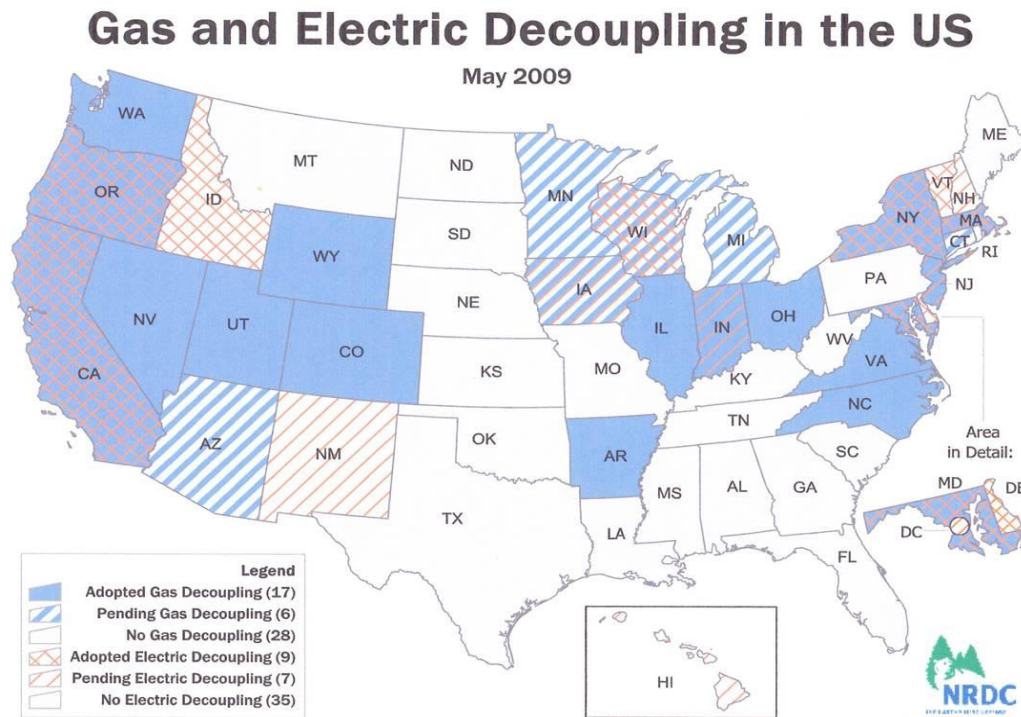 Gas and Electric Decoupling in the US
May 2009
WA
MT
ND
MN
ME
OR
ID
SD
WI
MI
VT
NH
NY
MA
CT
RI
WY
NE
IA
PA
NJ
NV
UT
CO
IL
IN
OH
WV
VA
CA
KS
MO
KY
NC
AZ
NM
OK
AR
TN
SC
TX
LA
MS
AL
GA
FL
Area
in Detail:
MD
DE
DC
HI
Legend
Adopted Gas Decoupling (17)
Pending Gas Decoupling (6)
No Gas Decoupling (28)
Adopted Electric Decoupling (9)
Pending Electric Decoupling (7)
No Electric Decoupling (35)
NRDC